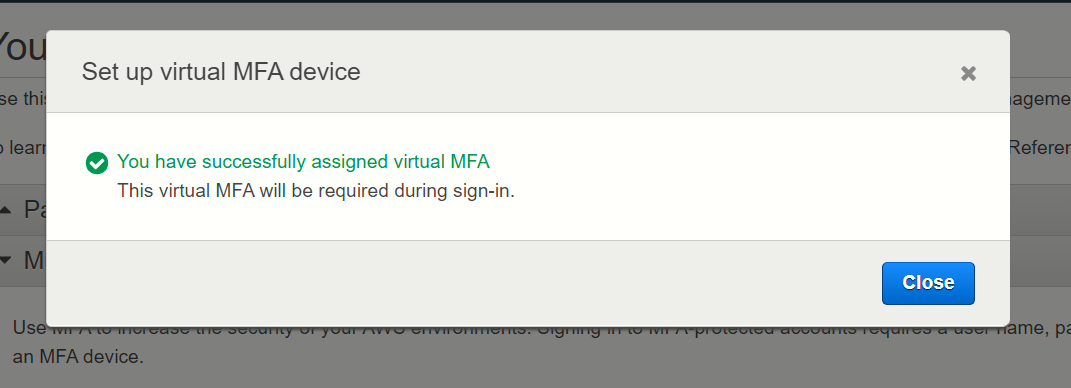 You
Set up virtual MFA device
se this
nageme
You have successfully assigned virtual MFA
o learn
Referen
This virtual MFA will be required during sign-in.
Pa
M
Close
Use MFA to increase the security of your AWS environments. Signing in to MFA-protected accounts requires a user name, pa
an MFA device.